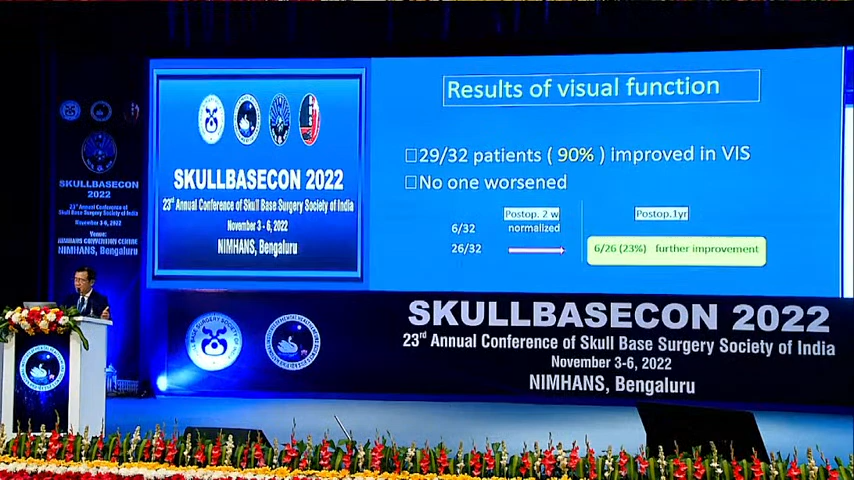 SKULLBASECON 2022
23rd Annual Conference of Skull Base Surgery Society of India
November 3-6, 2022
NIMHANS, Bengaluru
Results of visual function
29/32 patients ( 90% ) improved in VIS
No one worsened
Postop. 2 w
Postop.1yr
6/32 normalized
26/32
6/26 (23%) further improvement
SKULLBASECON
2022
23rd Annual Conference of
Skull Base Surgery Society of India
November 3-6, 2022
Venue:
NIMHANS CONVENTION CENTRE
NIMHANS, Bengaluru
SKULLBASECON 2022
23rd Annual Conference of Skull Base Surgery Society of India
November 3-6, 2022
NIMHANS, Bengaluru